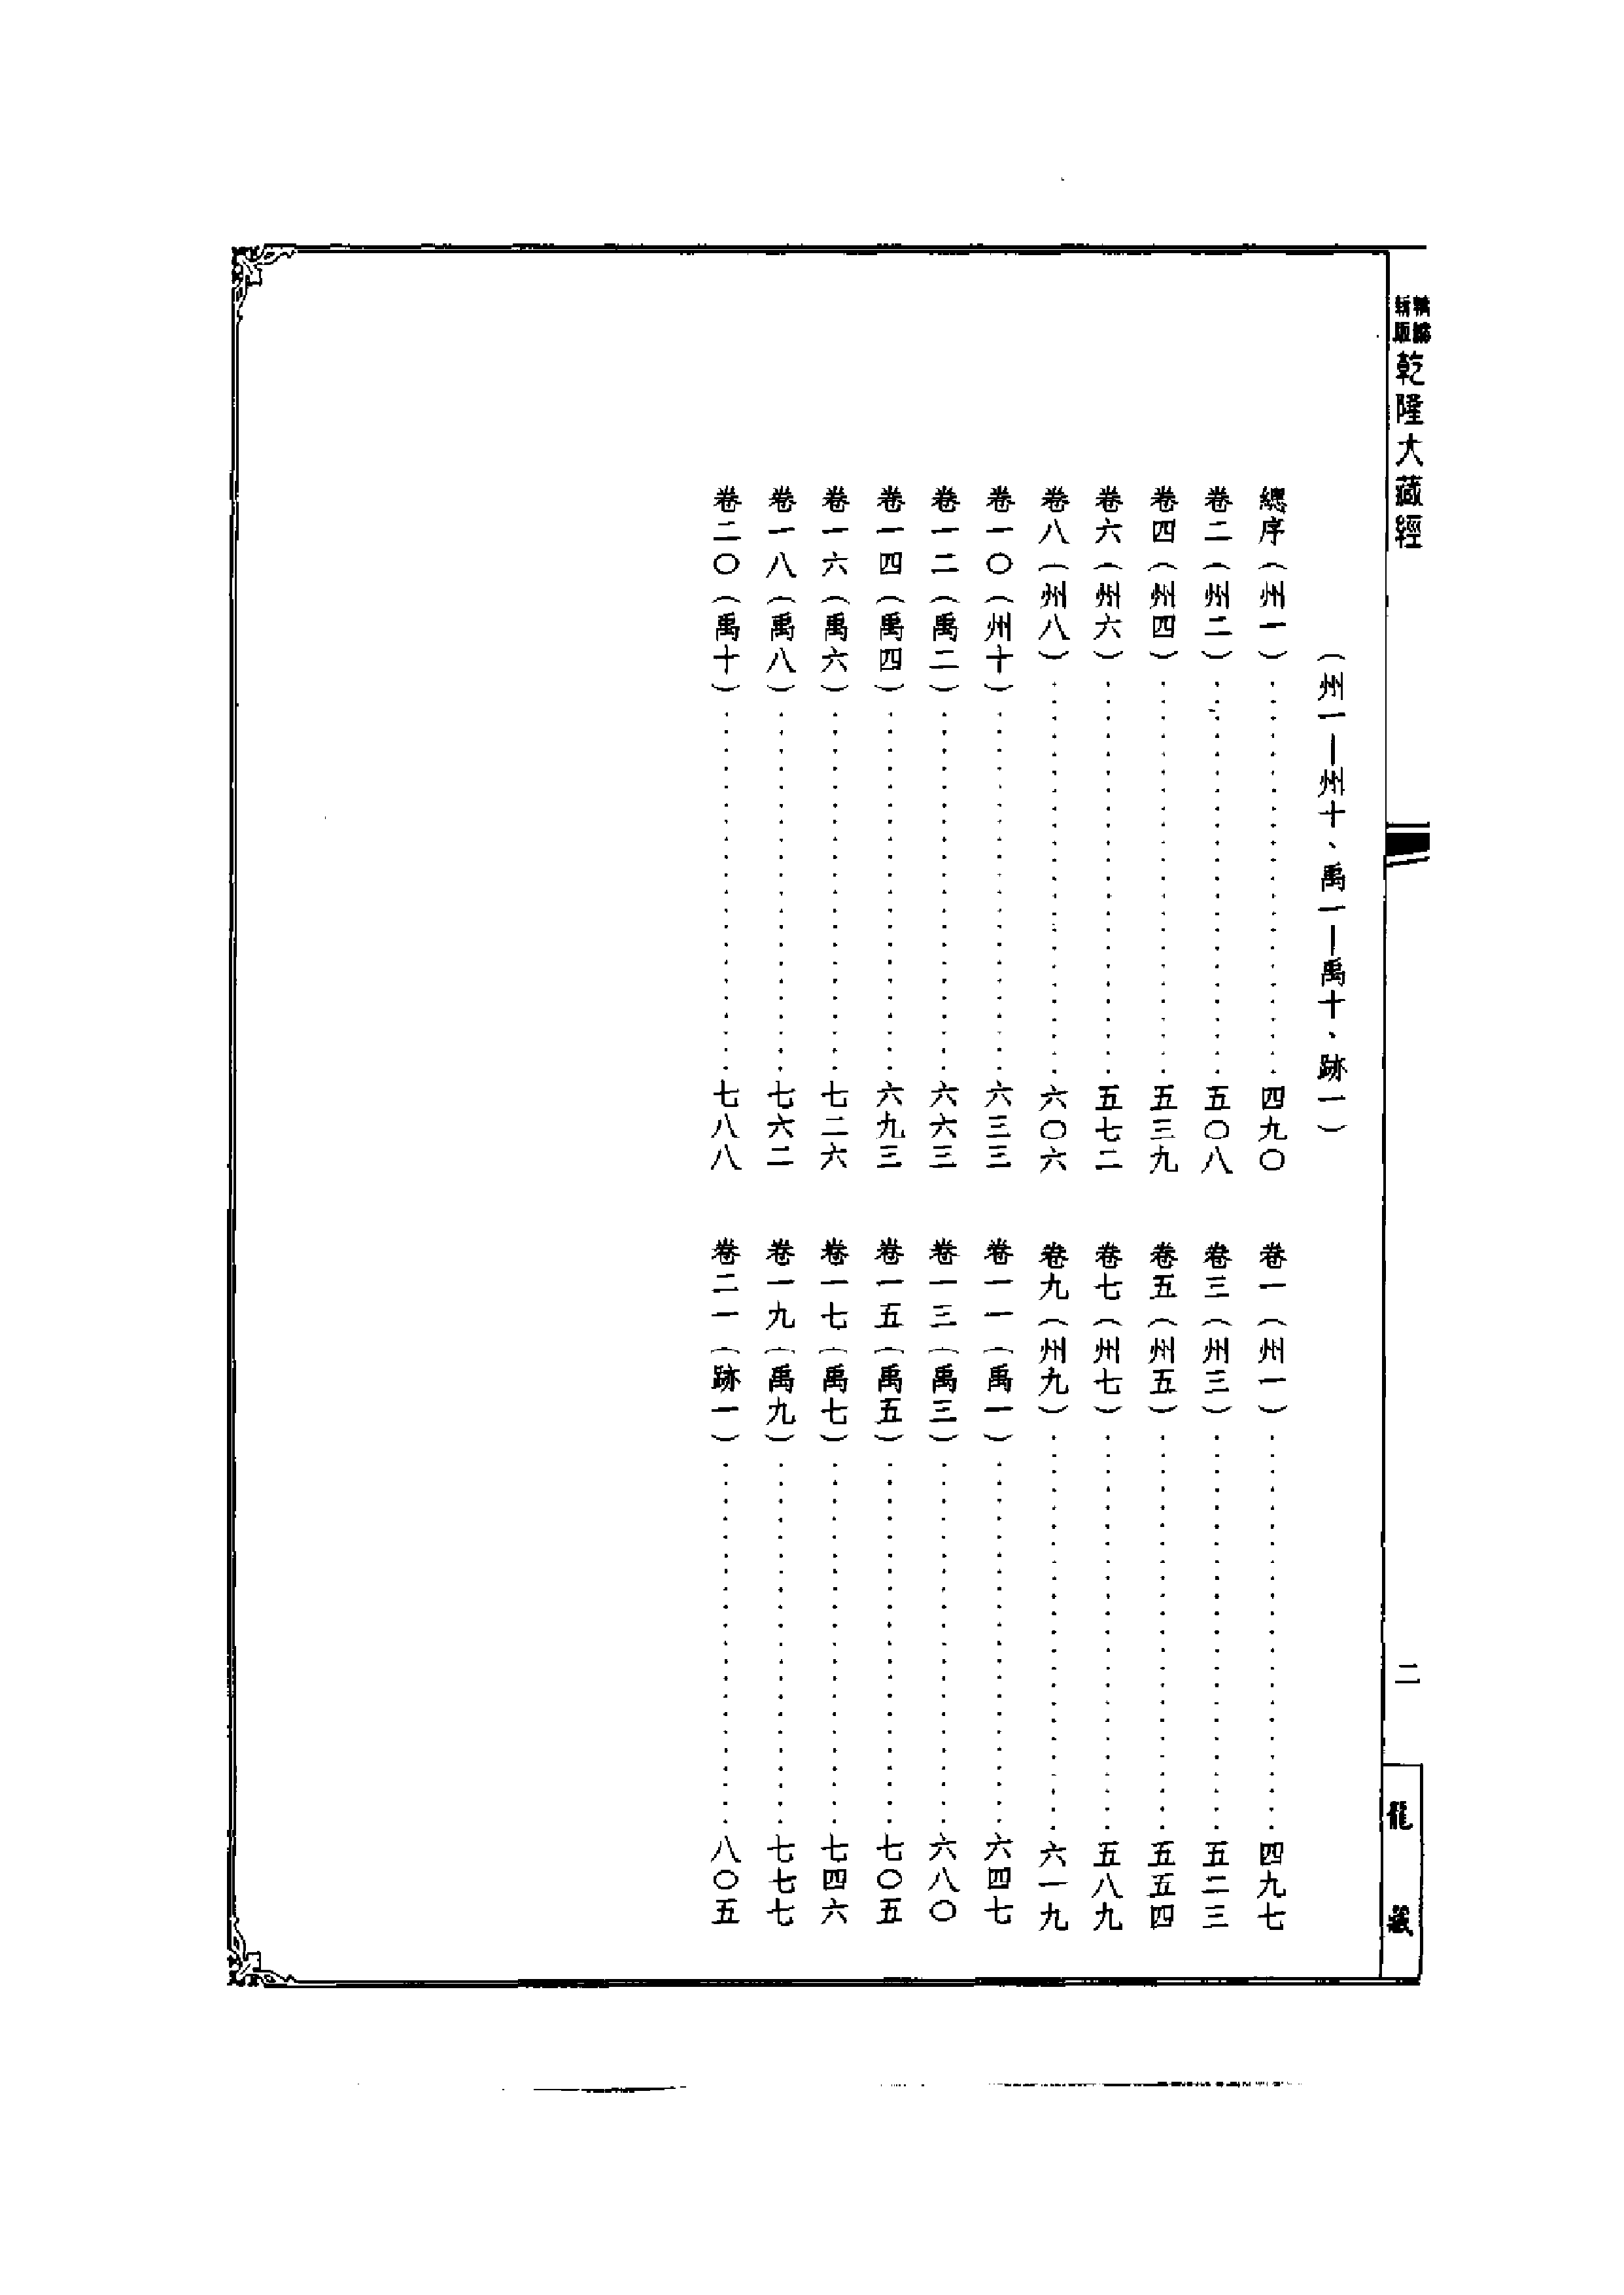 乾隆大藏經
二
龍藏
（州一—州十、禹一—禹十、跡一）
總序（州一）……四九〇
卷一（州一）……四九七
卷二（州二）……五〇八
卷三（州三）……五二三
卷四（州四）……五三九
卷五（州五）……五五四
卷六（州六）……五七二
卷七（州七）……五八九
卷八（州八）……六〇六
卷九（州九）……六一九
卷一〇（州十）……六三三
卷一一（禹一）……六四七
卷一二（禹二）……六六三
卷一三（禹三）……六八〇
卷一四（禹四）……六九三
卷一五（禹五）……七〇五
卷一六（禹六）……七二六
卷一七（禹七）……七四六
卷一八（禹八）……七六二
卷一九（禹九）……七七七
卷二〇（禹十）……七八八
卷二一（跡一）……八〇五